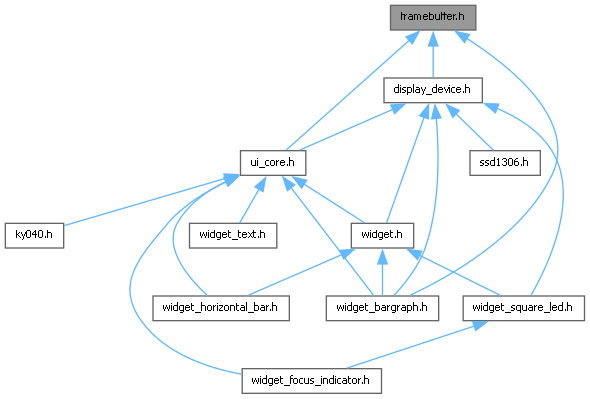 framebuffer.h
display_device.h
ui_core.h
ssd1306.h
ky040.h
widget_text.h
widget.h
widget_horizontal_bar.h
widget_bargraph.h
widget_square_led.h
widget_focus_indicator.h